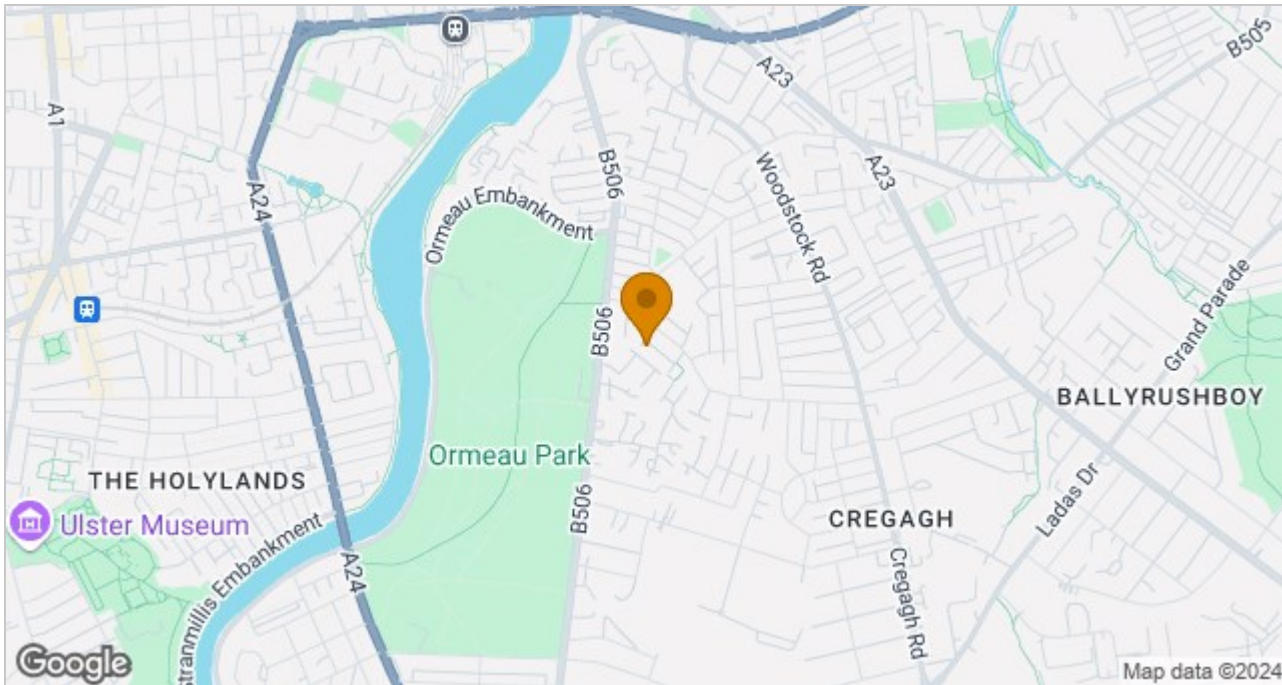 A1
A24
B506
Ormeau Embankment
Woodstock Rd
A23
A23
B505
B506
Grand Parade
BALLYRUSHBOY
Ormeau Park
THE HOLYLANDS
Ulster Museum
Stranmillis Embankment
A24
B506
CREGAGH
Ladas Dr
Cregagh Rd
Google
Map data ©2024